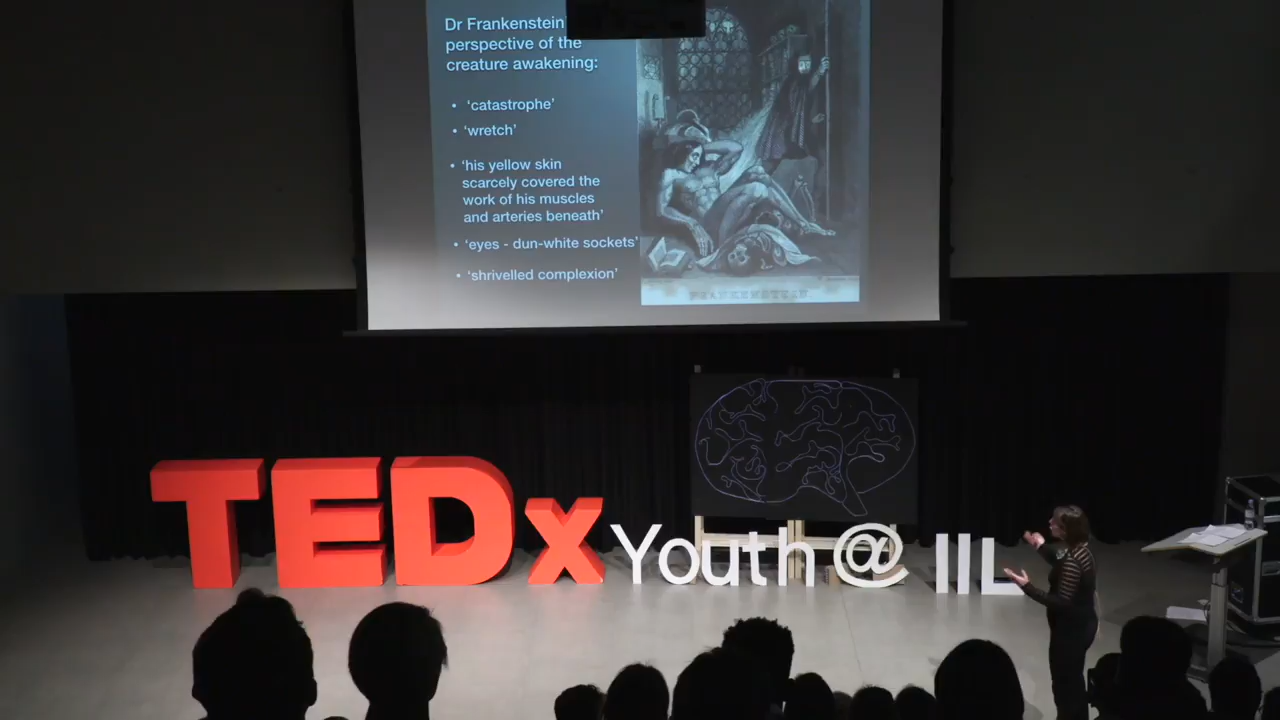 Dr Frankenstein
perspective of the
creature awakening:
• 'catastrophe'
• 'wretch'
• 'his yellow skin
scarcely covered the
work of his muscles
and arteries beneath'
• 'eyes - dun-white sockets'
• 'shrivelled complexion'
FRANKENSTEIN
TEDx Youth@IIL